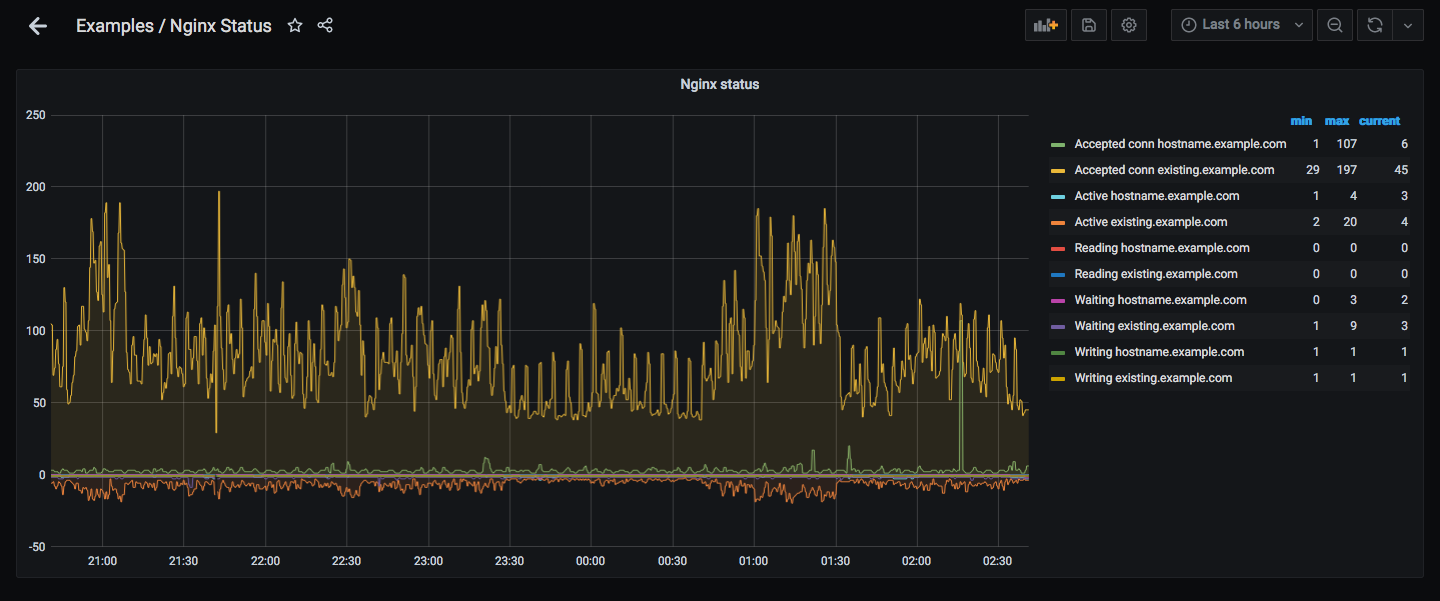 Examples / Nginx Status
Last 6 hours
Nginx status
250
200
150
100
50
0
-50
21:00 21:30 22:00 22:30 23:00 23:30 00:00 00:30 01:00 01:30 02:00 02:30
min max current
Accepted conn hostname.example.com 1 107 6
Accepted conn existing.example.com 29 197 45
Active hostname.example.com 1 4 3
Active existing.example.com 2 20 4
Reading hostname.example.com 0 0 0
Reading existing.example.com 0 0 0
Waiting hostname.example.com 0 3 2
Waiting existing.example.com 1 9 3
Writing hostname.example.com 1 1 1
Writing existing.example.com 1 1 1